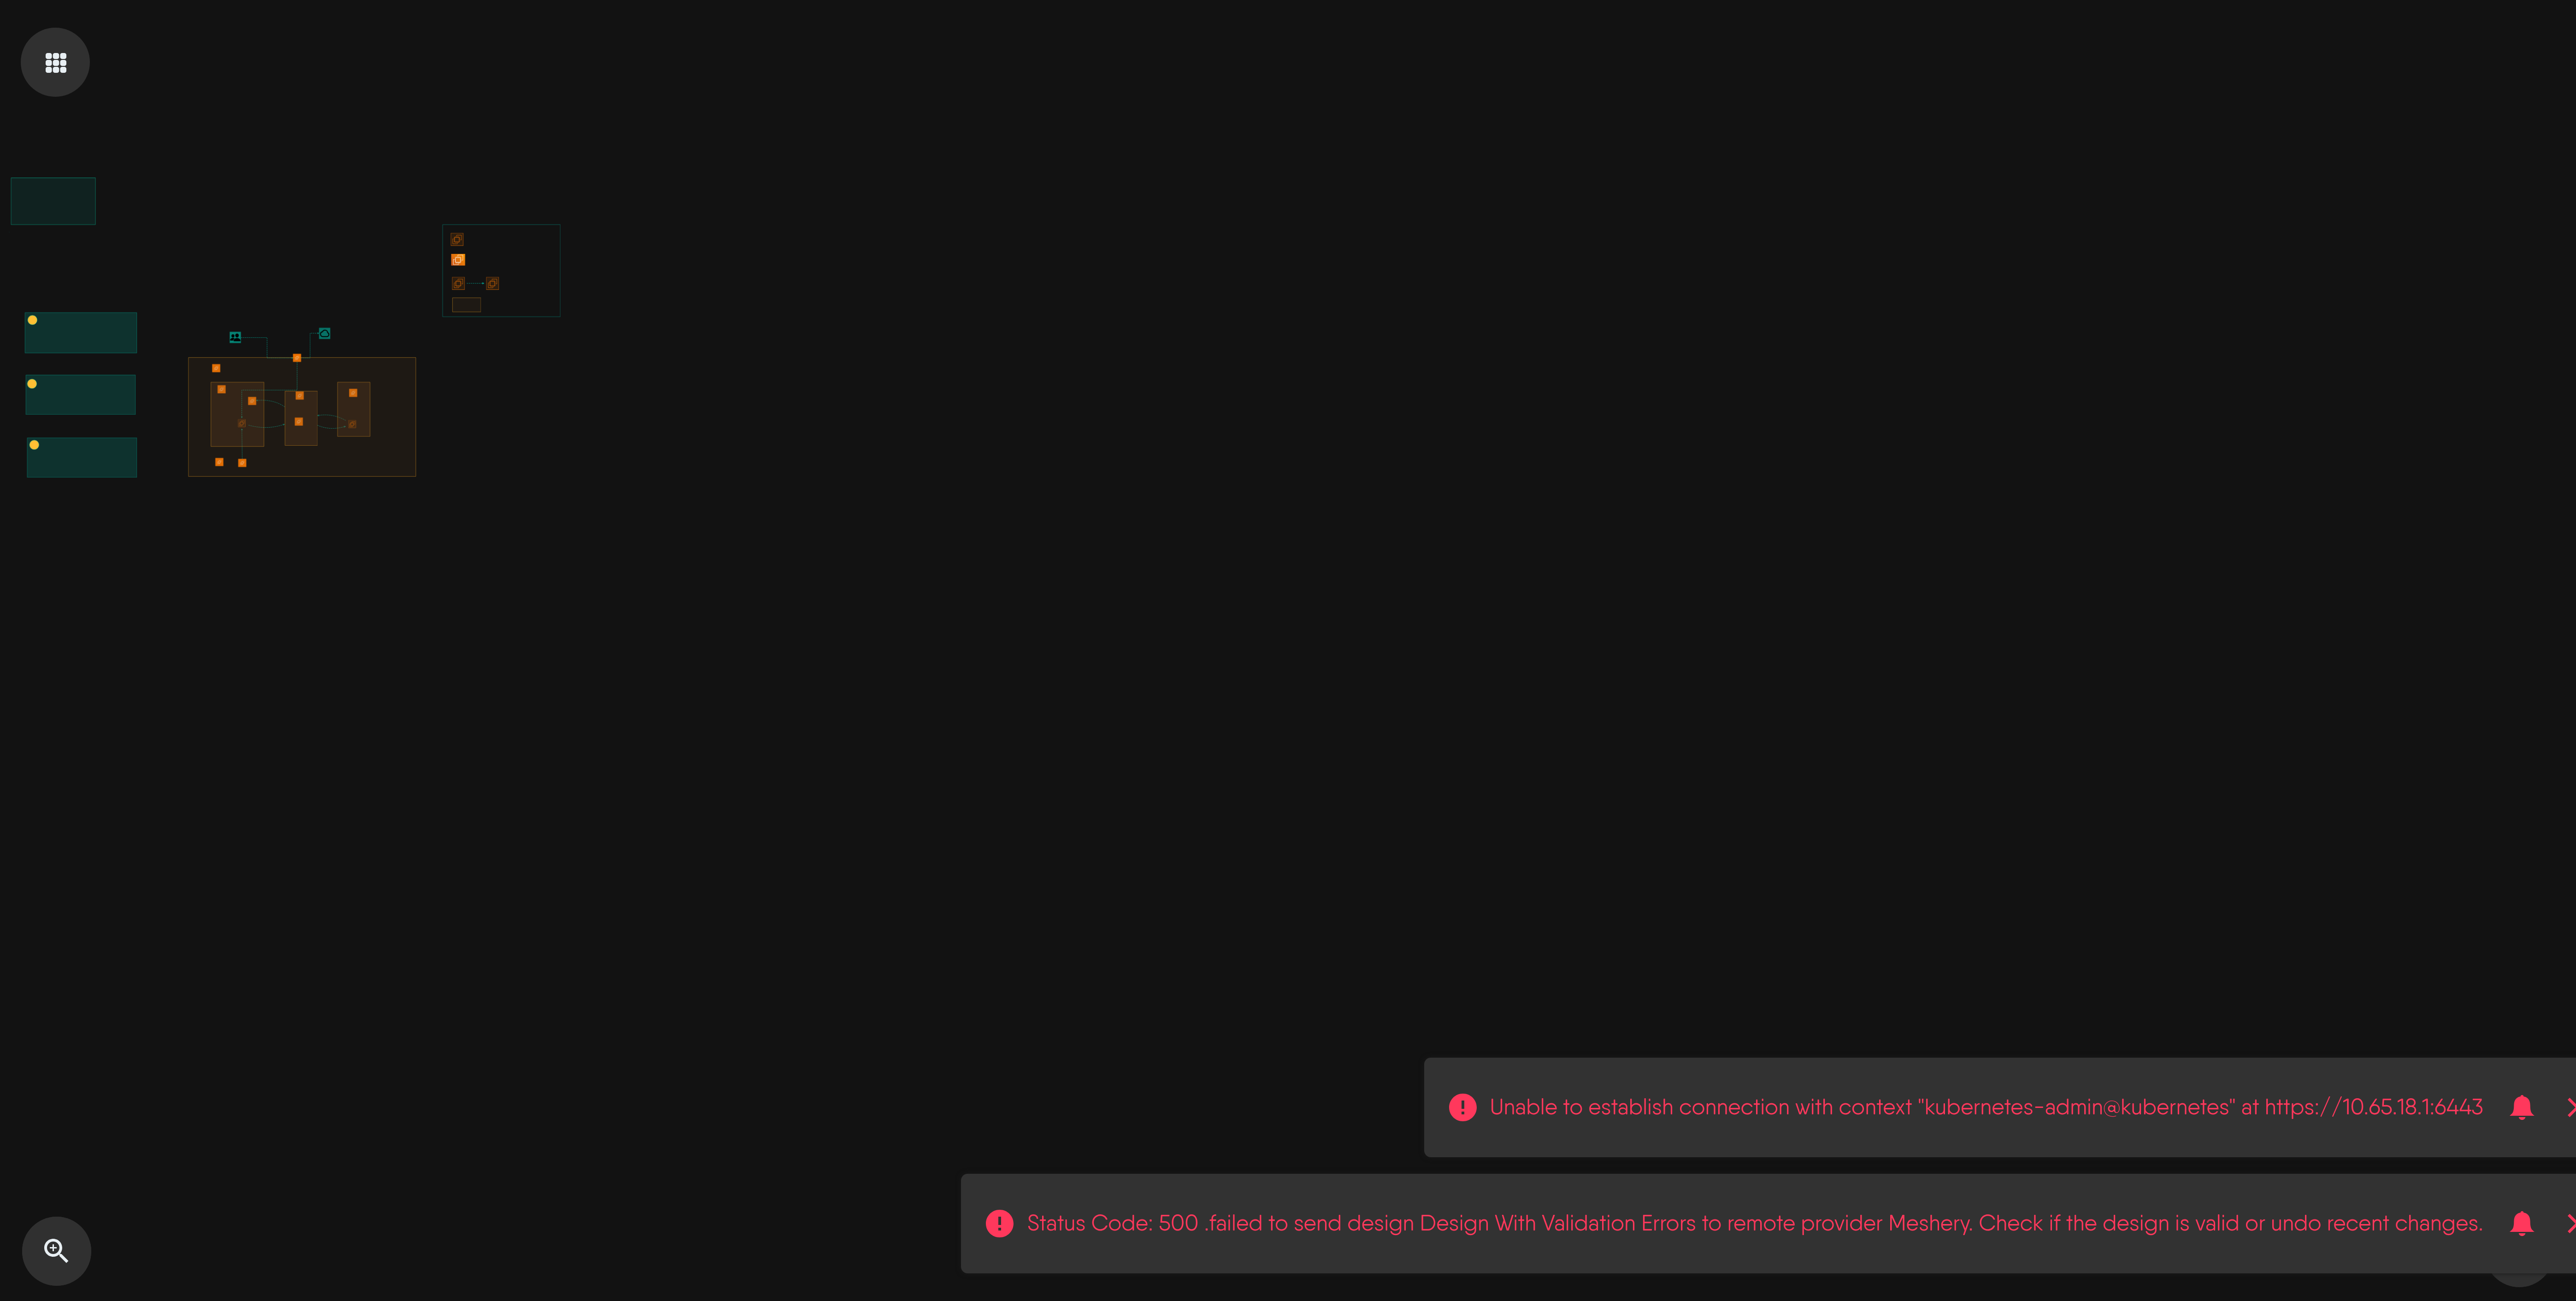 Unable to establish connection with context "kubernetes-admin@kubernetes" at https://10.65.18.1:6443
Status Code: 500 .failed to send design Design With Validation Errors to remote provider Meshery. Check if the design is valid or undo recent changes.